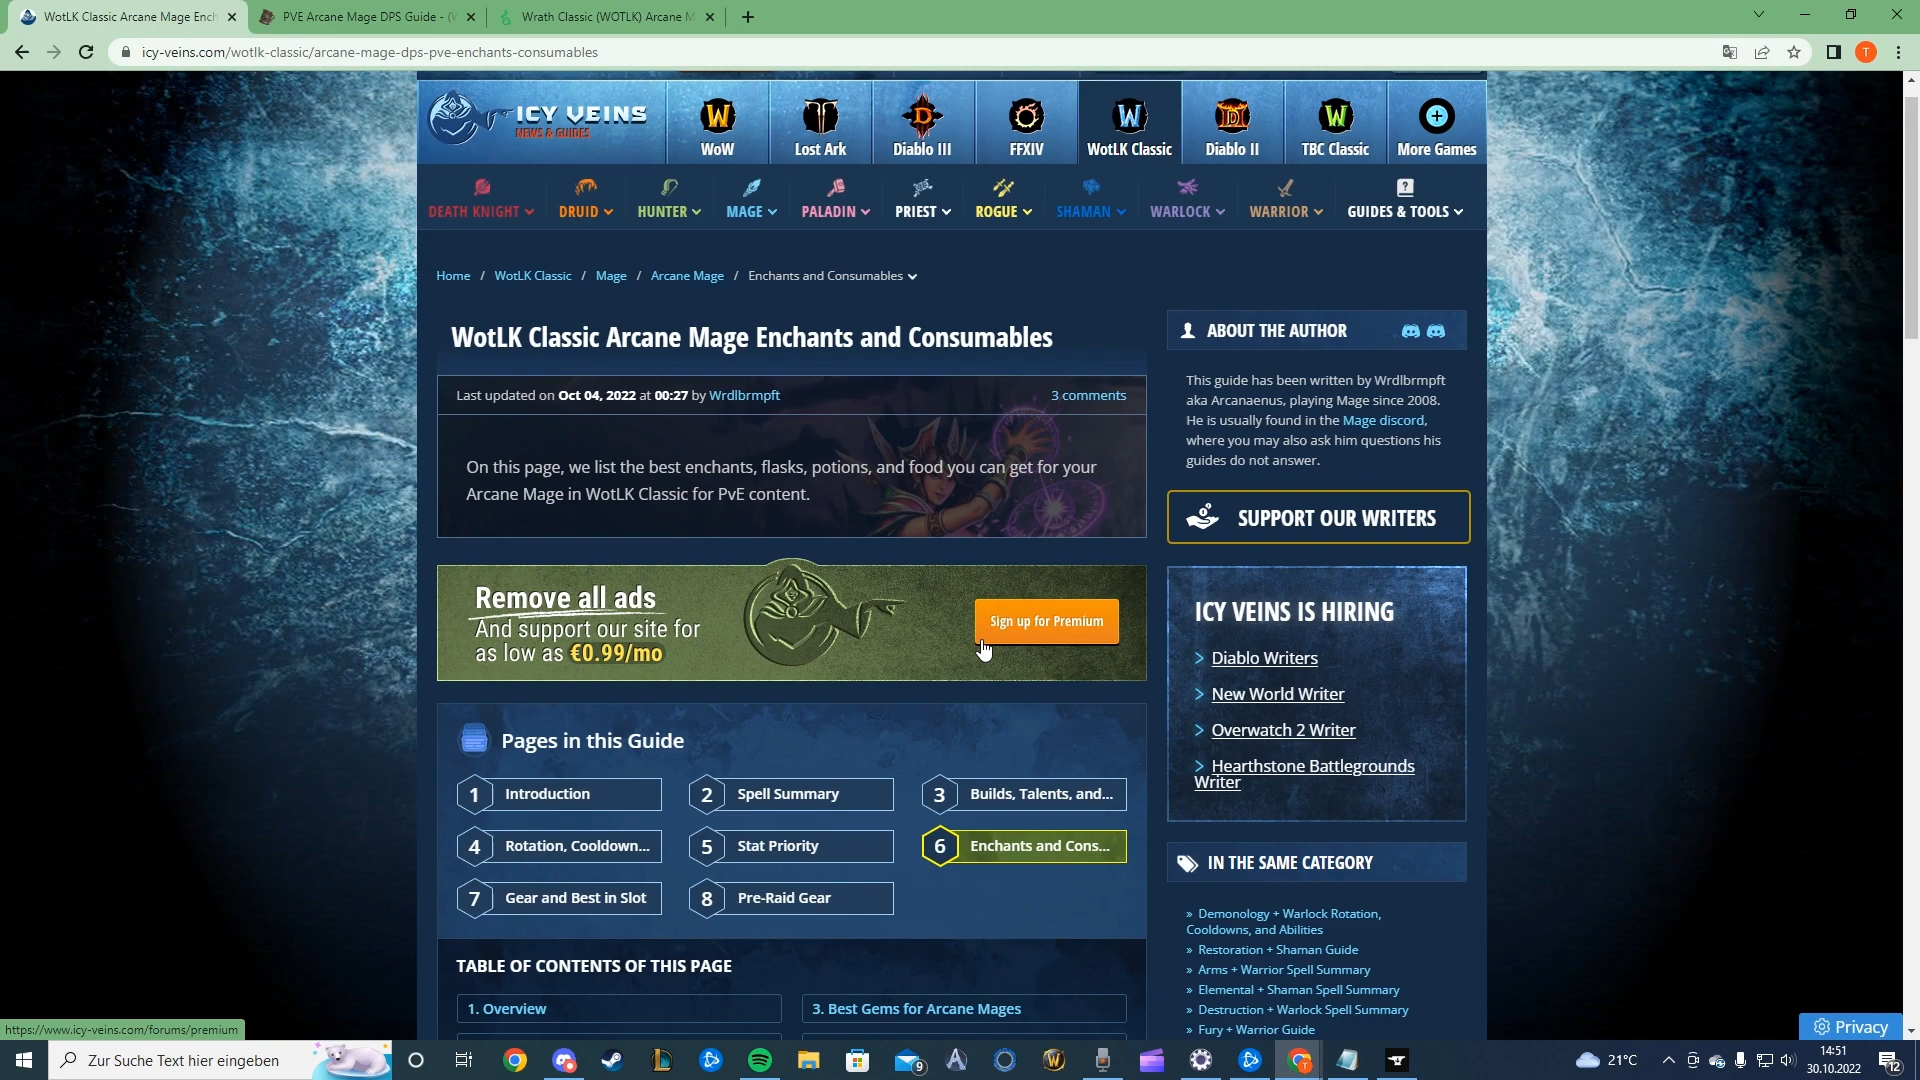 WotLK Classic Arcane Mage Ench
PVE Arcane Mage DPS Guide - (
Wrath Classic (WOTLK) Arcane M
icy-veins.com/wotlk-classic/arcane-mage-dps-pve-enchants-consumables
T
ICY VEINS
NEWS & GUIDES
WoW
Lost Ark
Diablo III
FFXIV
WotLK Classic
Diablo II
TBC Classic
More Games
DEATH KNIGHT
DRUID
HUNTER
MAGE
PALADIN
PRIEST
ROGUE
SHAMAN
WARLOCK
WARRIOR
GUIDES & TOOLS
Home / WotLK Classic / Mage / Arcane Mage / Enchants and Consumables
WotLK Classic Arcane Mage Enchants and Consumables
Last updated on Oct 04, 2022 at 00:27 by Wrdlbrmpft
3 comments
On this page, we list the best enchants, flasks, potions, and food you can get for your
Arcane Mage in WotLK Classic for PvE content.
Remove all ads
And support our site for
as low as €0.99/mo
Sign up for Premium
Pages in this Guide
1 Introduction
2 Spell Summary
3 Builds, Talents, and...
4 Rotation, Cooldown...
5 Stat Priority
6 Enchants and Cons...
7 Gear and Best in Slot
8 Pre-Raid Gear
TABLE OF CONTENTS OF THIS PAGE
1. Overview
3. Best Gems for Arcane Mages
ABOUT THE AUTHOR
This guide has been written by Wrdlbrmpft
aka Arcanaenus, playing Mage since 2008.
He is usually found in the Mage discord,
where you may also ask him questions his
guides do not answer.
SUPPORT OUR WRITERS
ICY VEINS IS HIRING
> Diablo Writers
> New World Writer
> Overwatch 2 Writer
> Hearthstone Battlegrounds
Writer
IN THE SAME CATEGORY
» Demonology + Warlock Rotation,
Cooldowns, and Abilities
» Restoration + Shaman Guide
» Arms + Warrior Spell Summary
» Elemental + Shaman Spell Summary
» Destruction + Warlock Spell Summary
» Fury + Warrior Guide
Privacy
https://www.icy-veins.com/forums/premium
Zur Suche Text hier eingeben
9
21°C
14:51
30.10.2022
12